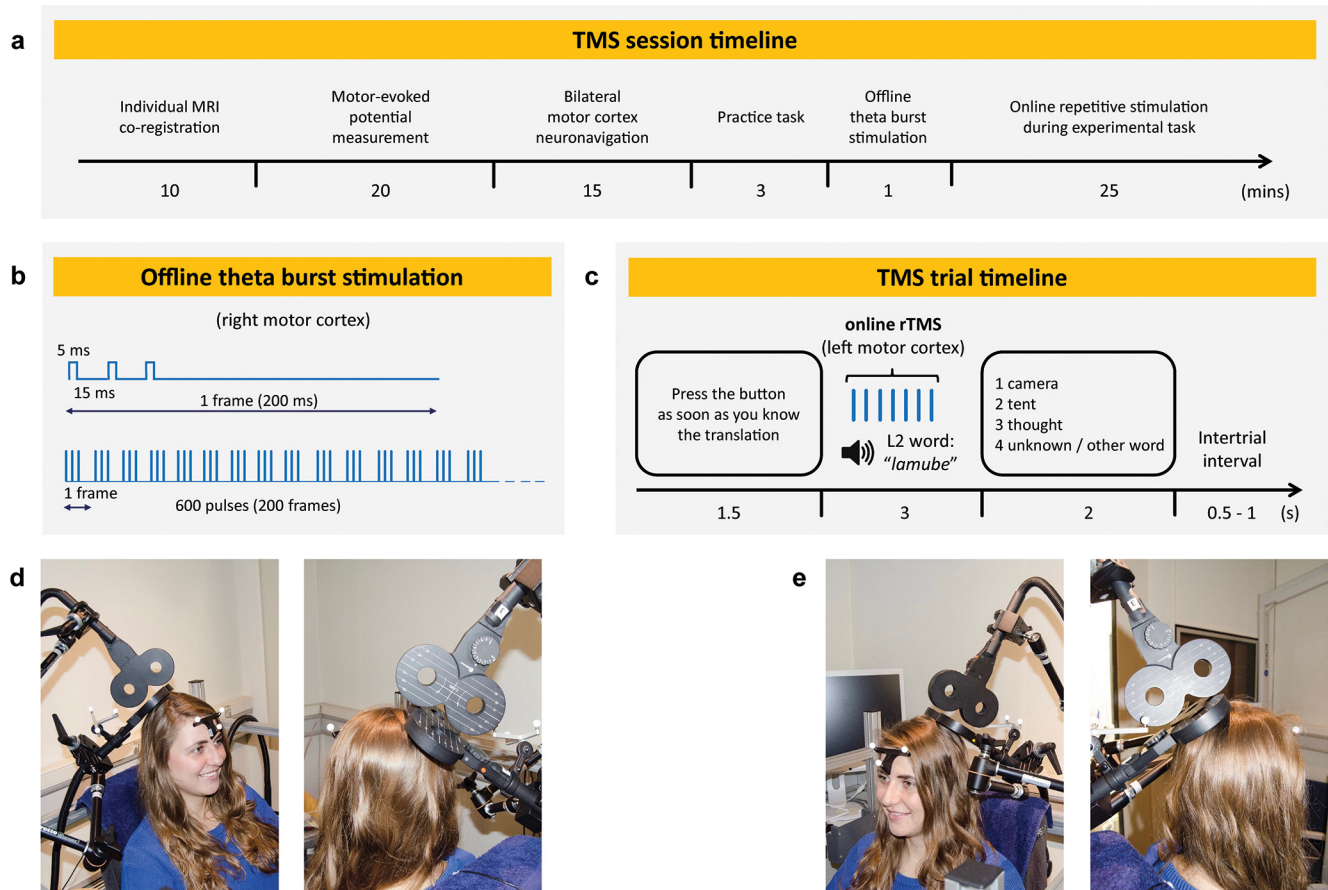 a
TMS session timeline
Individual MRI
co-registration
Motor-evoked
potential
measurement
Bilateral
motor cortex
neuronavigation
Practice task
Offline
theta burst
stimulation
Online repetitive stimulation
during experimental task
10
20
15
3
1
25
(mins)
b
Offline theta burst stimulation
(right motor cortex)
5 ms
15 ms
1 frame (200 ms)
1 frame
600 pulses (200 frames)
c
TMS trial timeline
Press the button
as soon as you know
the translation
online rTMS
(left motor cortex)
L2 word:
“lamube”
1 camera
2 tent
3 thought
4 unknown / other word
Intertrial
interval
1.5
3
2
0.5 - 1
(s)
d
e